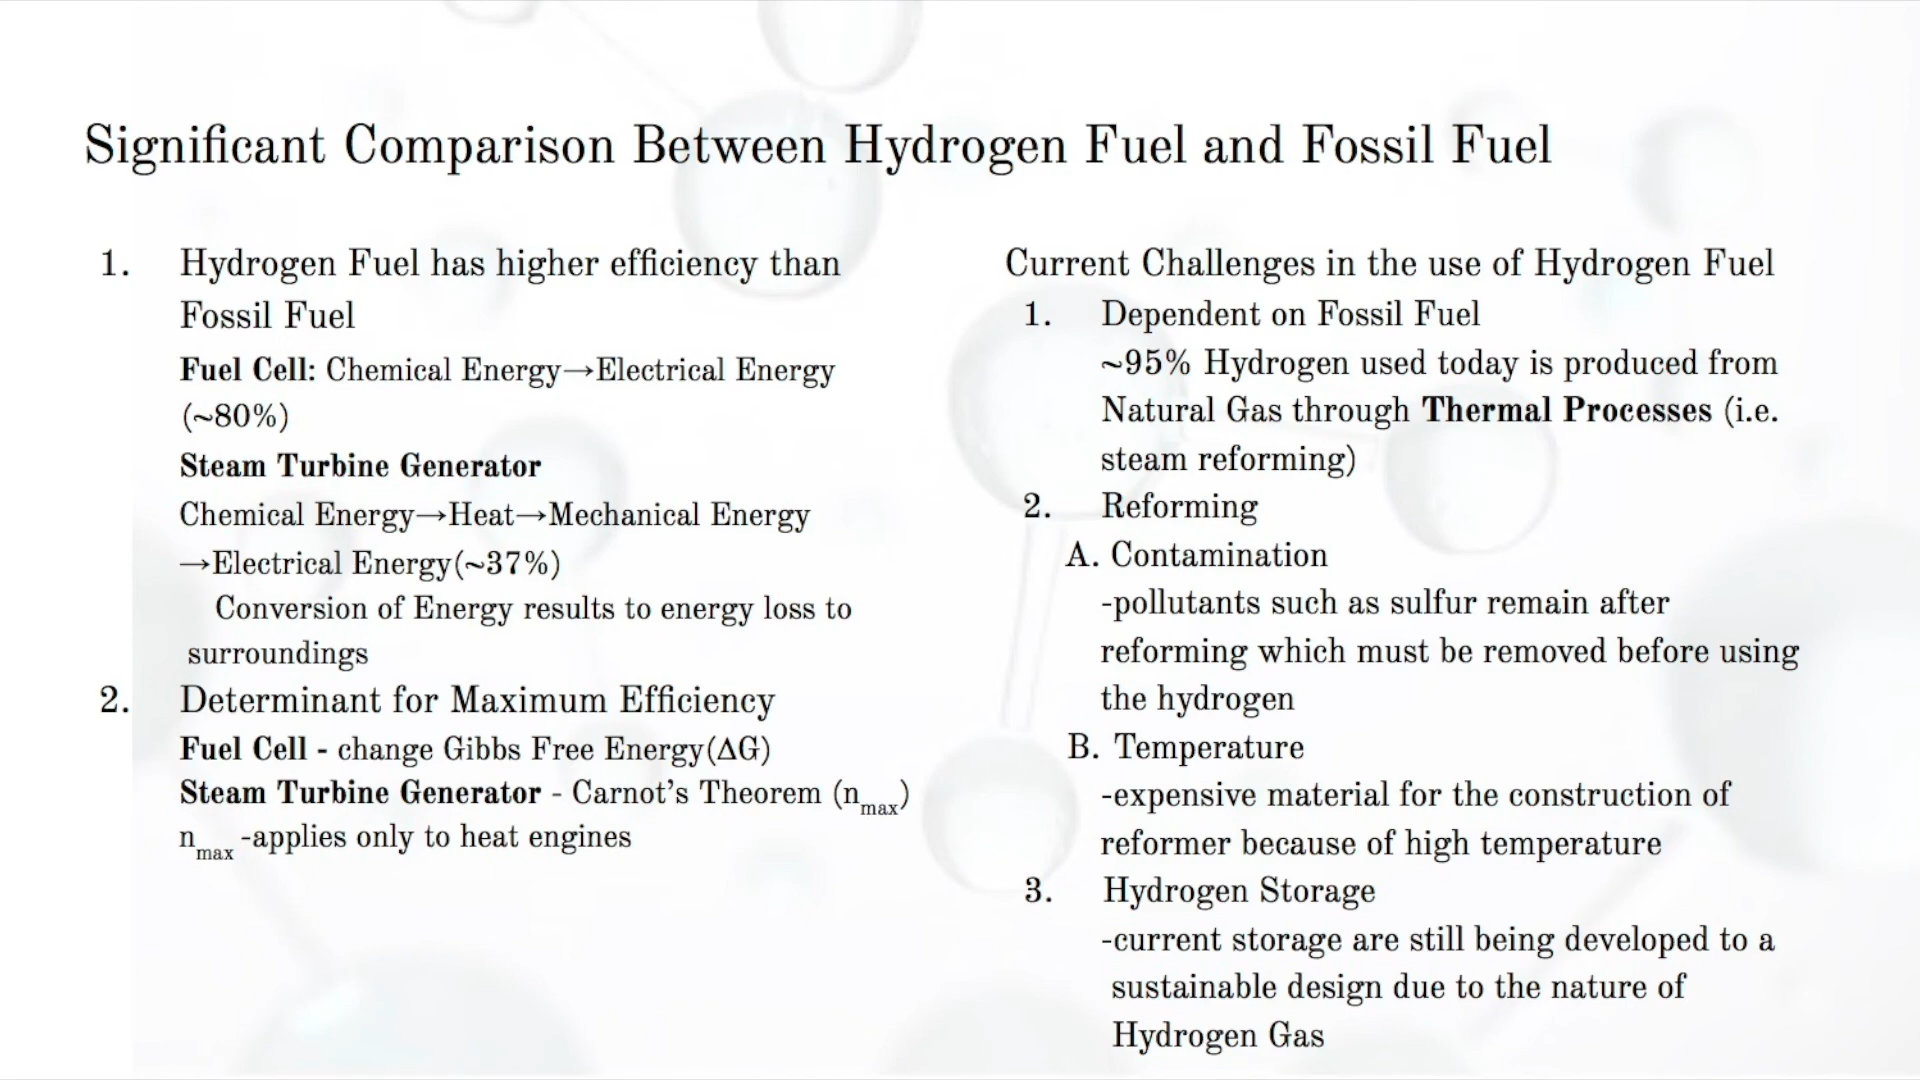 Significant Comparison Between Hydrogen Fuel and Fossil Fuel
1. Hydrogen Fuel has higher efficiency than
Fossil Fuel
Fuel Cell: Chemical Energy→Electrical Energy
(~80%)
Steam Turbine Generator
Chemical Energy→Heat→Mechanical Energy
→Electrical Energy(~37%)
Conversion of Energy results to energy loss to
surroundings
2. Determinant for Maximum Efficiency
Fuel Cell - change Gibbs Free Energy(ΔG)
Steam Turbine Generator - Carnot’s Theorem (nmax)
nmax -applies only to heat engines
Current Challenges in the use of Hydrogen Fuel
1. Dependent on Fossil Fuel
~95% Hydrogen used today is produced from
Natural Gas through Thermal Processes (i.e.
steam reforming)
2. Reforming
A. Contamination
-pollutants such as sulfur remain after
reforming which must be removed before using
the hydrogen
B. Temperature
-expensive material for the construction of
reformer because of high temperature
3. Hydrogen Storage
-current storage are still being developed to a
sustainable design due to the nature of
Hydrogen Gas